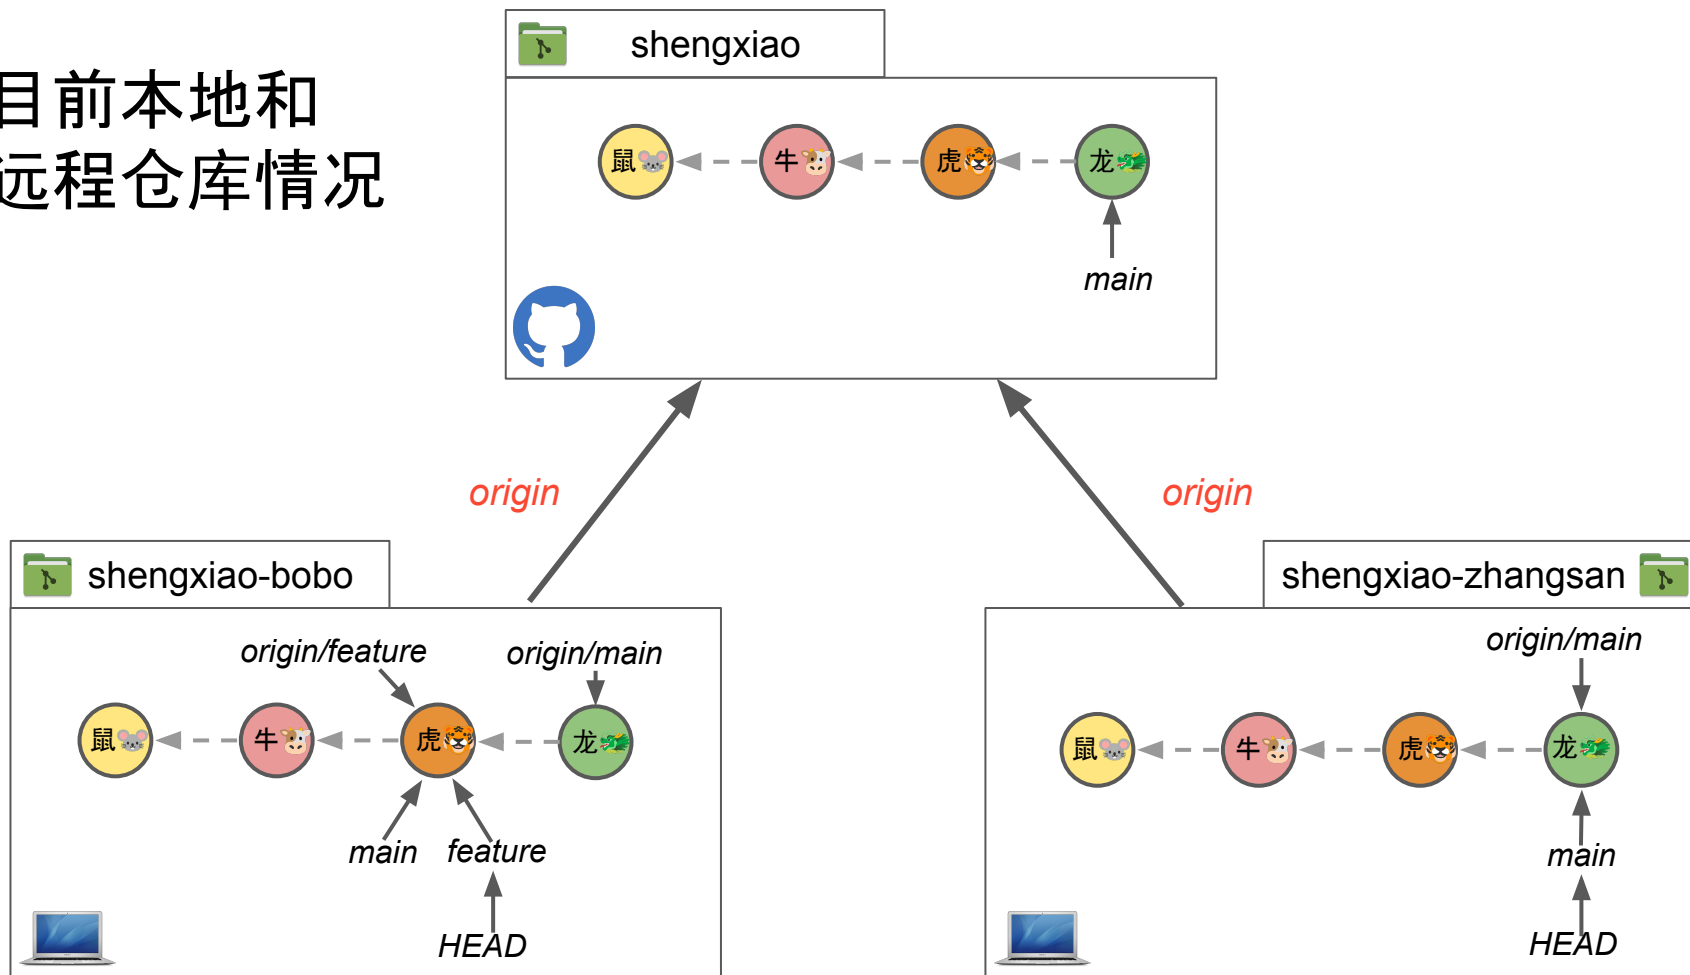 目前本地和
远程仓库情况
shengxiao
鼠 牛 虎 龙
main
origin origin
shengxiao-bobo
origin/feature origin/main
鼠 牛 虎 龙
main feature
HEAD
shengxiao-zhangsan
origin/main
鼠 牛 虎 龙
main
HEAD